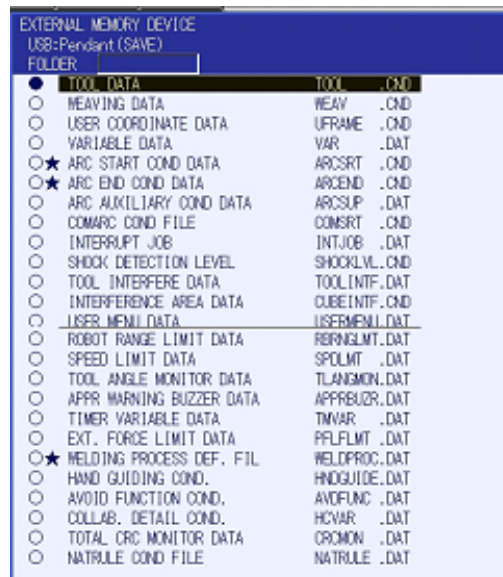 EXTERNAL MEMORY DEVICE
USB:Pendant(SAVE)
FOLDER
TOOL DATA TOOL .CND
WEAVING DATA WEAV .CND
USER COORDINATE DATA UFRAME .CND
VARIABLE DATA VAR .DAT
★ ARC START COND DATA ARCSRT .CND
★ ARC END COND DATA ARCEND .CND
ARC AUXILIARY COND DATA ARCSUP .DAT
COMARC COND FILE COMSRT .CND
INTERRUPT JOB INTJOB .DAT
SHOCK DETECTION LEVEL SHOCKLVL.CND
TOOL INTERFERE DATA TOOLINTF.DAT
INTERFERENCE AREA DATA CUBEINTF.CND
USER MENU DATA USERMENU.DAT
ROBOT RANGE LIMIT DATA RBRNGLMT.DAT
SPEED LIMIT DATA SPDLMT .DAT
TOOL ANGLE MONITOR DATA TLANGMON.DAT
APPR WARNING BUZZER DATA APPRBUZR.DAT
TIMER VARIABLE DATA TMVAR .DAT
EXT. FORCE LIMIT DATA PFLFLMT .DAT
★ WELDING PROCESS DEF. FIL WELDPROC.DAT
HAND GUIDING COND. HNDGUIDE.DAT
AVOID FUNCTION COND. AVDFUNC .DAT
COLLAB. DETAIL COND. HCVAR .DAT
TOTAL CRC MONITOR DATA CRCMON .DAT
NATRULE COND FILE NATRULE .DAT